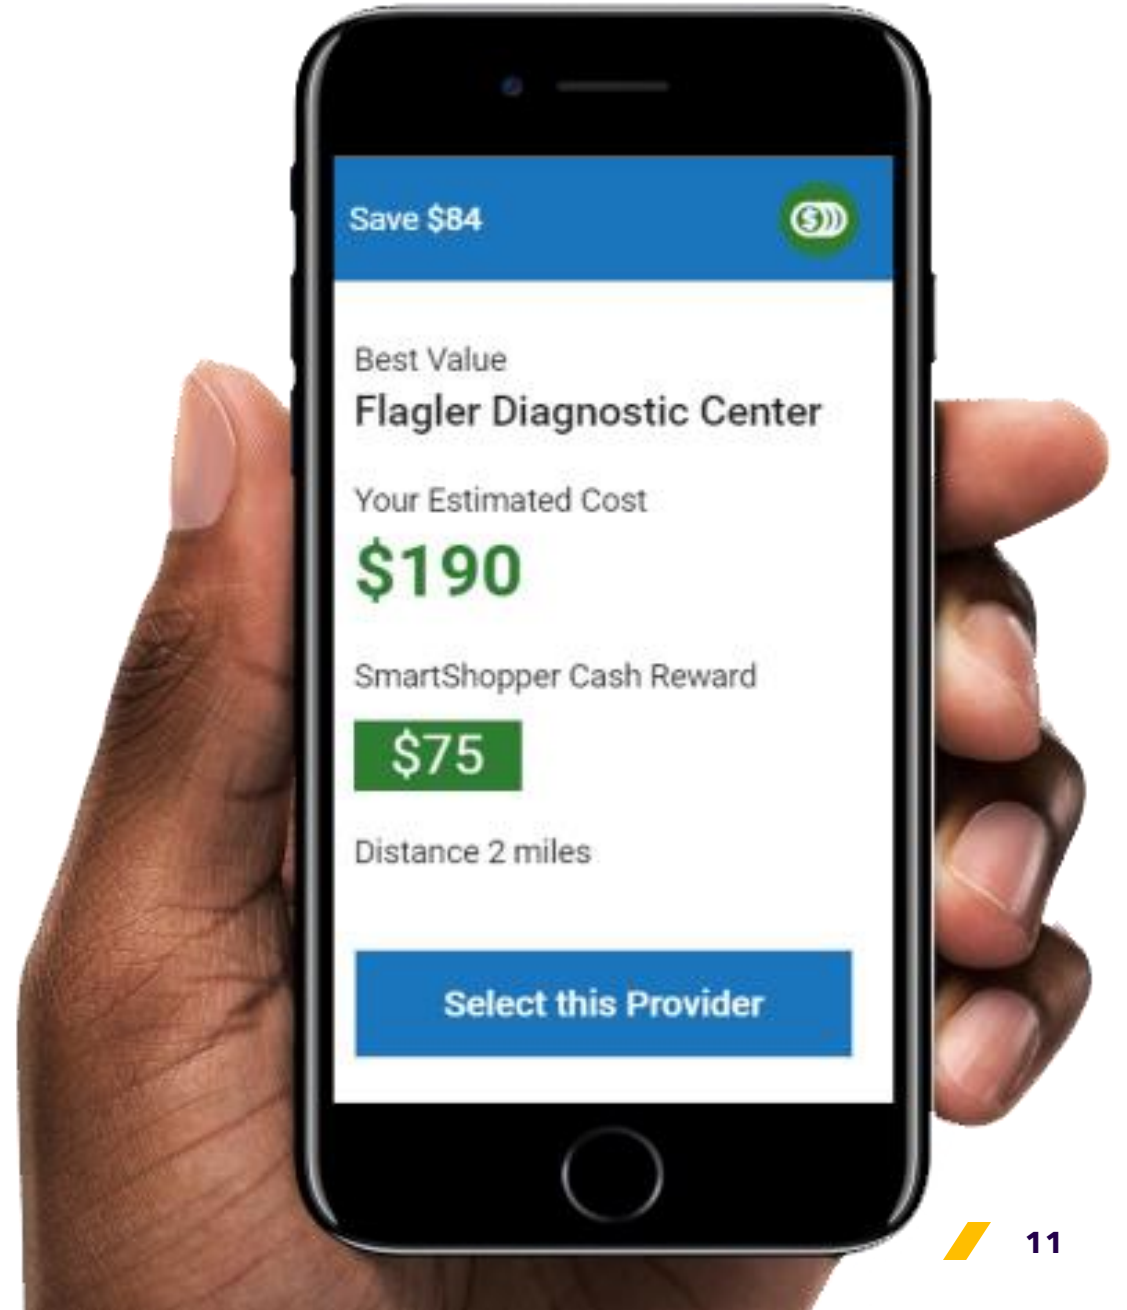 Save $84
Best Value
Flagler Diagnostic Center
Your Estimated Cost
$190
SmartShopper Cash Reward
$75
Distance 2 miles
Select this Provider
11